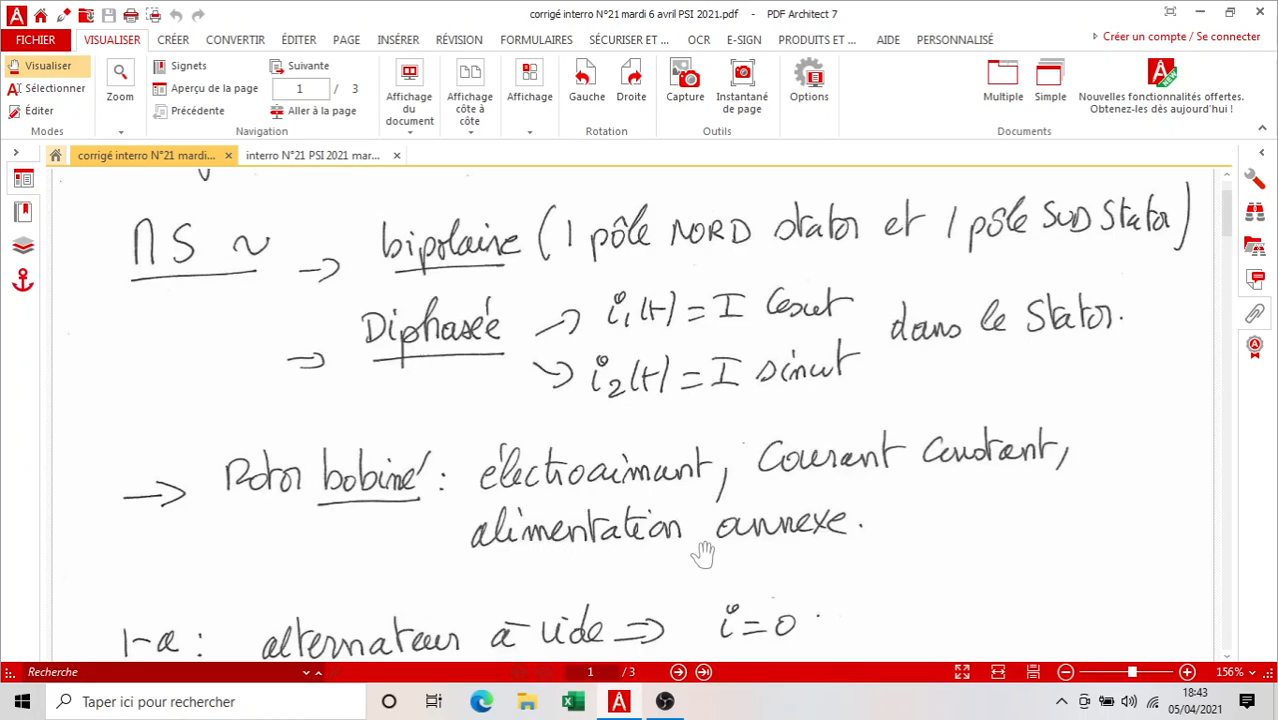 corrigé interro N°21 mardi 6 avril PSI 2021.pdf - PDF Architect 7
FICHIER VISUALISER CRÉER CONVERTIR ÉDITER PAGE INSÉRER RÉVISION FORMULAIRES SÉCURISER ET ... OCR E-SIGN PRODUITS ET ... AIDE PERSONNALISÉ Créer un compte / Se connecter
Visualiser
Sélectionner
Éditer
Modes
Zoom
Signets Suivante
Aperçu de la page 1 / 3
Précédente Aller à la page
Navigation
Affichage du document
Affichage côte à côte
Affichage
Gauche Droite
Rotation
Capture Instantané de page
Outils
Options
Multiple Simple
Nouvelles fonctionnalités offertes. Obtenez-les dès aujourd'hui !
Documents
corrigé interro N°21 mardi... × interro N°21 PSI 2021 mar... ×
MS ~ → bipolaire (1 pôle NORD stator et 1 pôle SUD Stator)
→ Diphasée → i1(t) = I cosωt dans le Stator.
→ i2(t) = I sinωt
→ Rotor bobiné : électroaimant, Courant constant,
alimentation annexe.
1-a : alternateur à vide ⇒ i = 0
Recherche 1 / 3 156%
Taper ici pour rechercher
18:43
05/04/2021